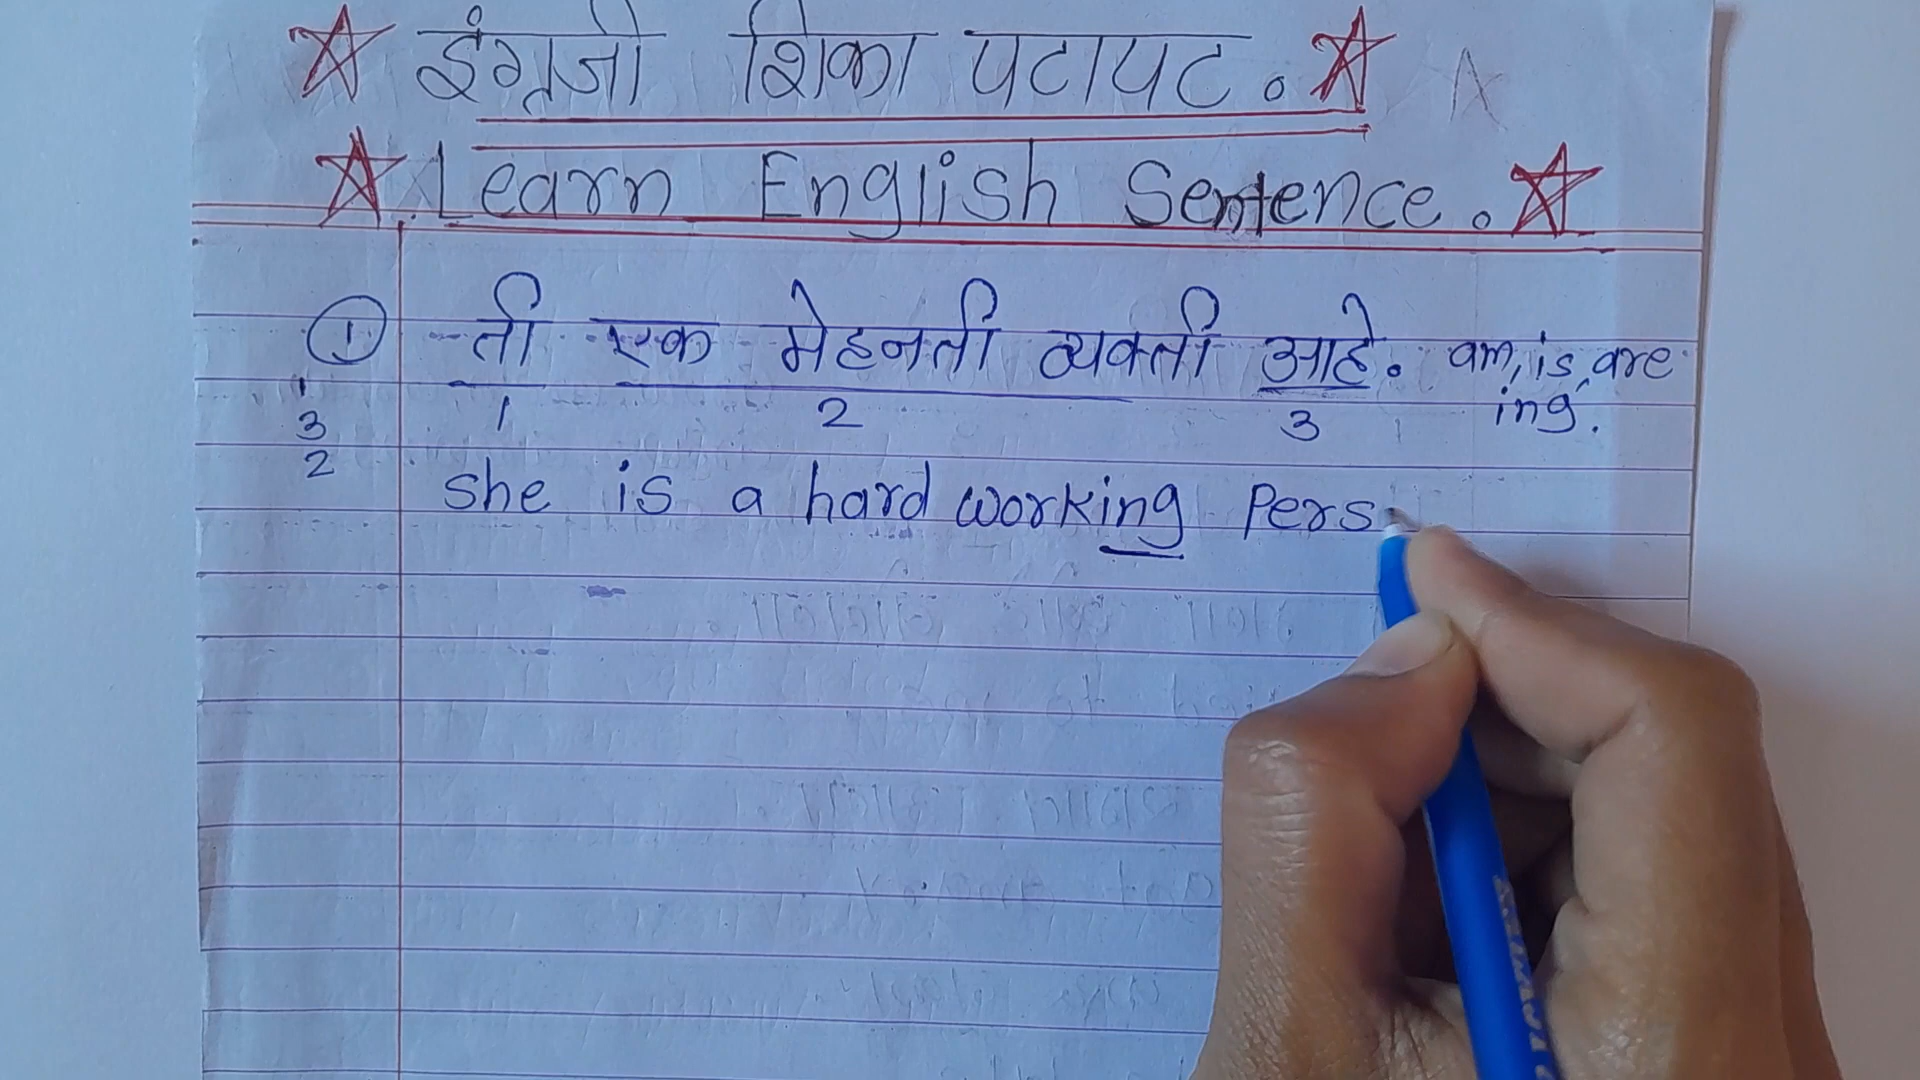 इंग्रजी शिका पटापट.
Learn English Sentence.
① ती एक मेहनती व्यक्ती आहे. am, is, are
ing.
1 2 3
1
3
2
she is a hard working Pers